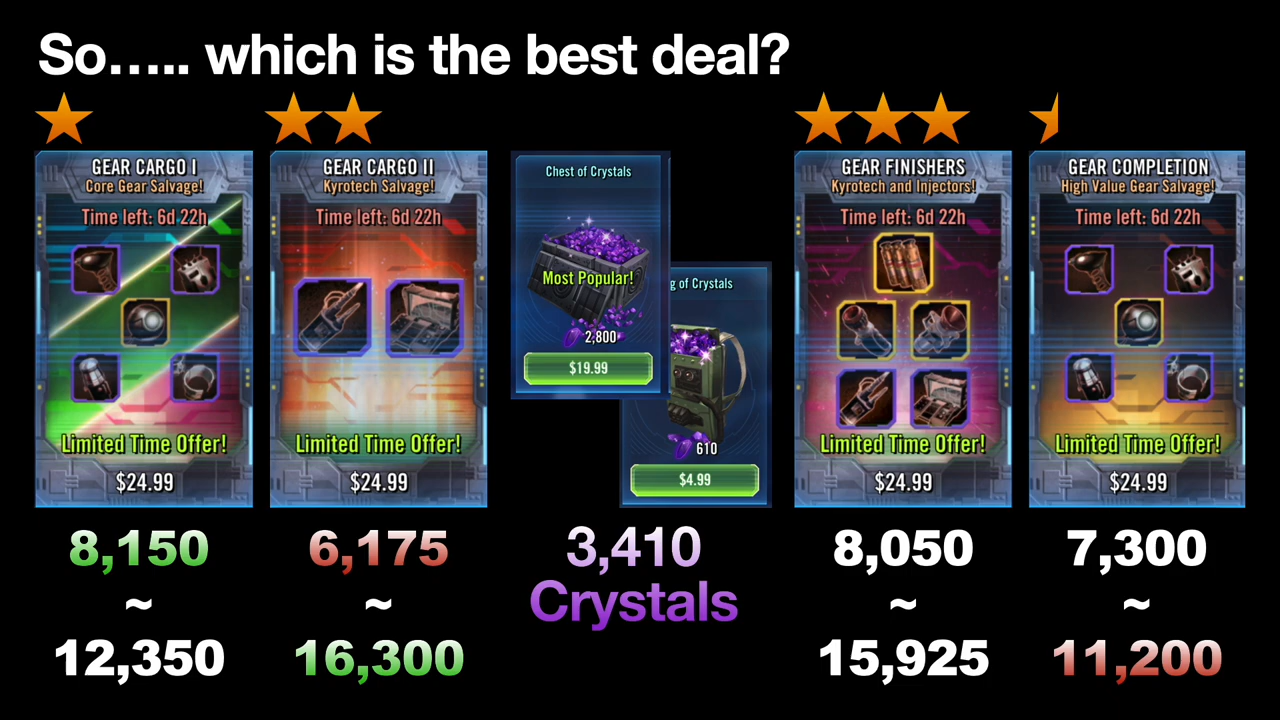 So..... which is the best deal?
GEAR CARGO I
Core Gear Salvage!
Time left: 6d 22h
Limited Time Offer!
$24.99
8,150
~
12,350
GEAR CARGO II
Kyrotech Salvage!
Time left: 6d 22h
Limited Time Offer!
$24.99
6,175
~
16,300
Chest of Crystals
Most Popular!
2,800
$19.99
g of Crystals
610
$4.99
3,410
Crystals
GEAR FINISHERS
Kyrotech and Injectors!
Time left: 6d 22h
Limited Time Offer!
$24.99
8,050
~
15,925
GEAR COMPLETION
High Value Gear Salvage!
Time left: 6d 22h
Limited Time Offer!
$24.99
7,300
~
11,200